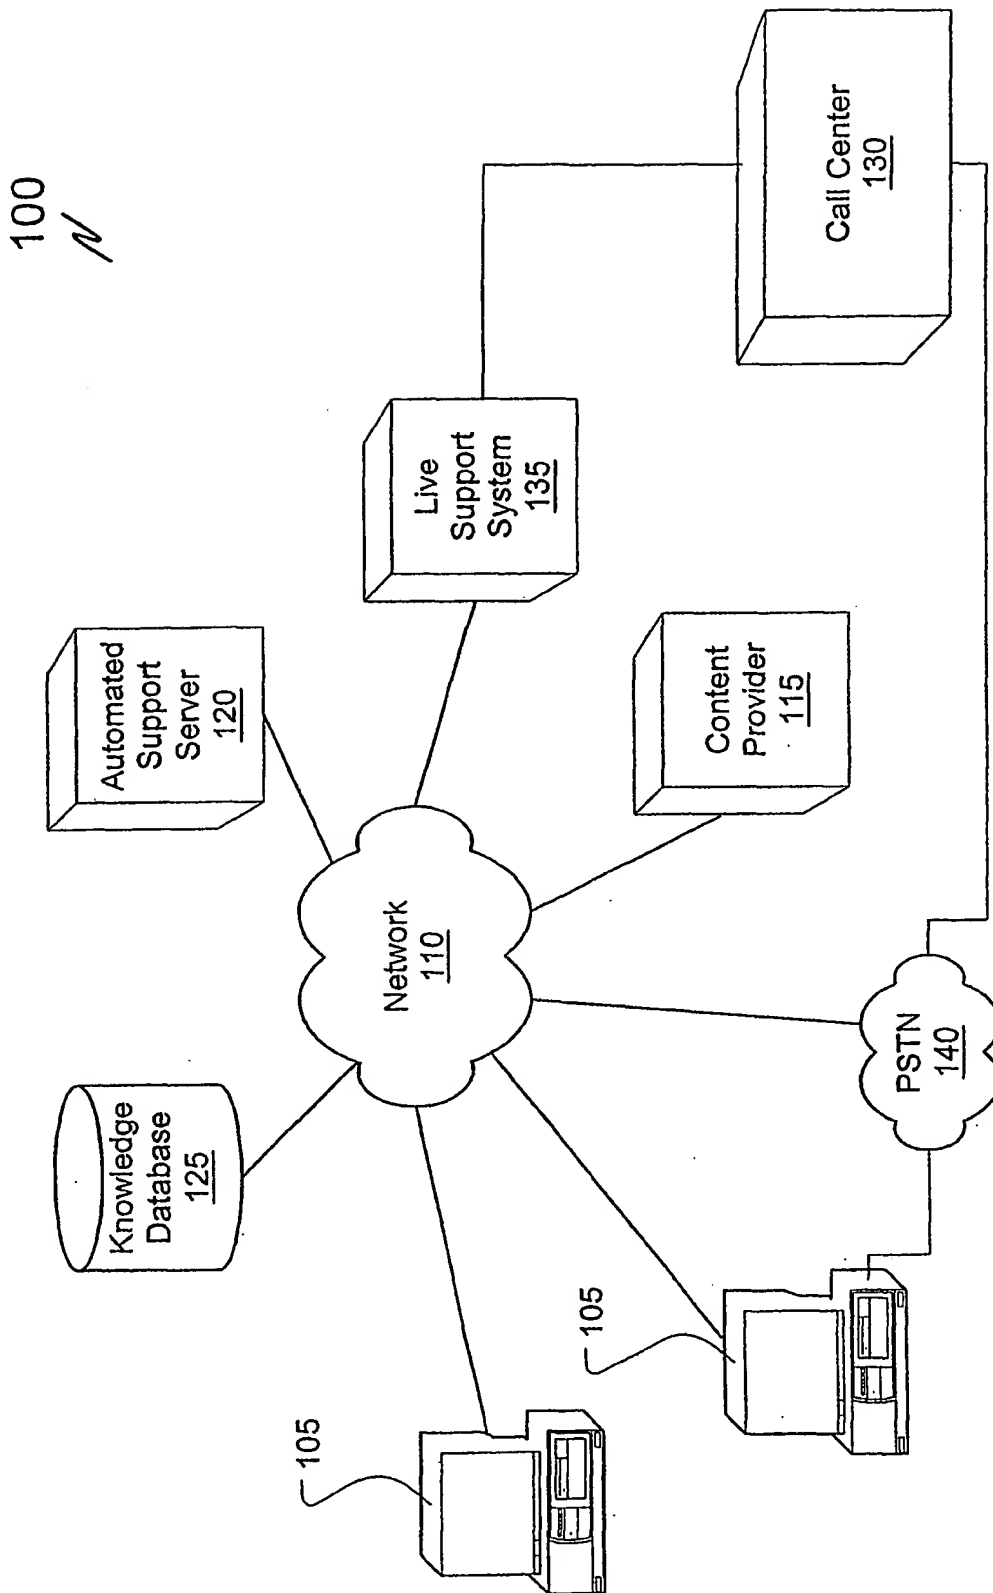 100
Knowledge
Database
125
Automated
Support
Server
120
Network
110
Live
Support
System
135
Content
Provider
115
Call Center
130
PSTN
140
105
105